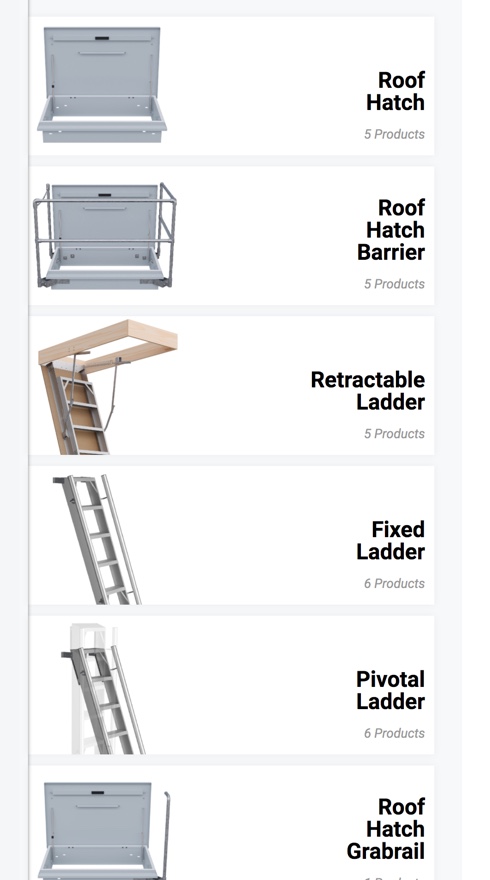 Roof
Hatch
5 Products
Roof
Hatch
Barrier
5 Products
Retractable
Ladder
5 Products
Fixed
Ladder
6 Products
Pivotal
Ladder
6 Products
Roof
Hatch
Grabrail